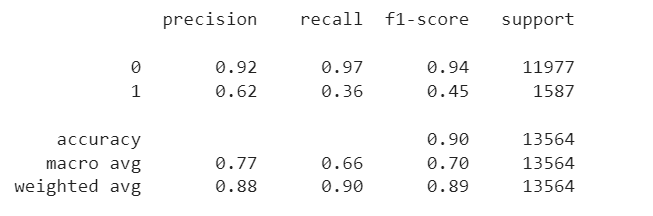 precision recall f1-score support
0 0.92 0.97 0.94 11977
1 0.62 0.36 0.45 1587
accuracy 0.90 13564
macro avg 0.77 0.66 0.70 13564
weighted avg 0.88 0.90 0.89 13564